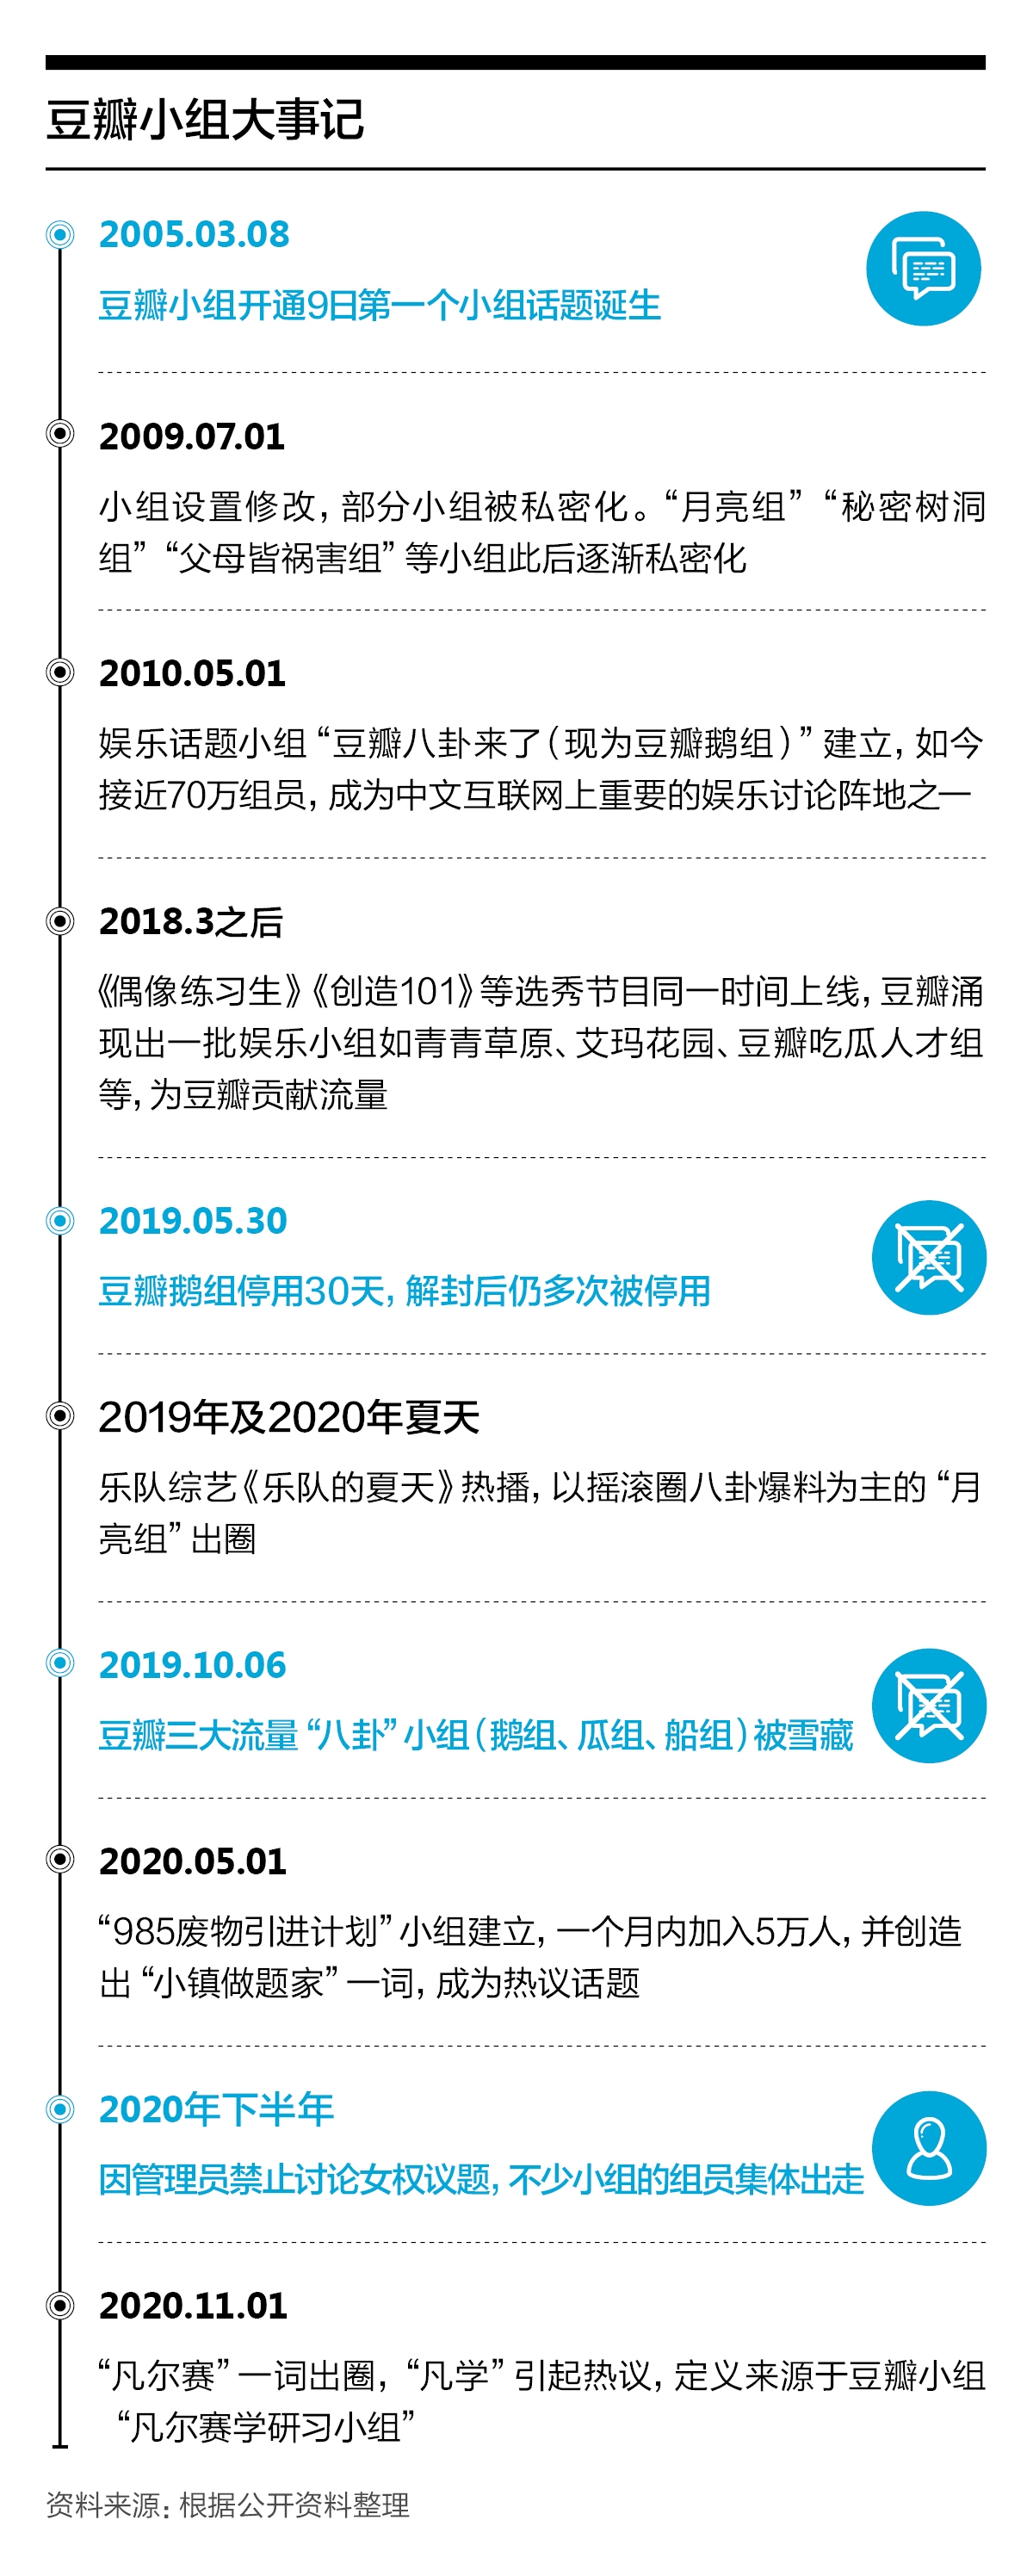 豆瓣小组大事记
2005.03.08
豆瓣小组开通9日第一个小组话题诞生
2009.07.01
小组设置修改，部分小组被私密化。“月亮组”“秘密树洞
组”“父母皆祸害组”等小组此后逐渐私密化
2010.05.01
娱乐话题小组“豆瓣八卦来了（现为豆瓣鹅组）”建立，如今
接近70万组员，成为中文互联网上重要的娱乐讨论阵地之一
2018.3之后
《偶像练习生》《创造101》等选秀节目同一时间上线，豆瓣涌
现出一批娱乐小组如青青草原、艾玛花园、豆瓣吃瓜人才组
等，为豆瓣贡献流量
2019.05.30
豆瓣鹅组停用30天，解封后仍多次被停用
2019年及2020年夏天
乐队综艺《乐队的夏天》热播，以摇滚圈八卦爆料为主的“月
亮组”出圈
2019.10.06
豆瓣三大流量“八卦”小组（鹅组、瓜组、船组）被雪藏
2020.05.01
“985废物引进计划”小组建立，一个月内加入5万人，并创造
出“小镇做题家”一词，成为热议话题
2020年下半年
因管理员禁止讨论女权议题，不少小组的组员集体出走
2020.11.01
“凡尔赛”一词出圈，“凡学”引起热议，定义来源于豆瓣小组
“凡尔赛学研习小组”
资料来源：根据公开资料整理